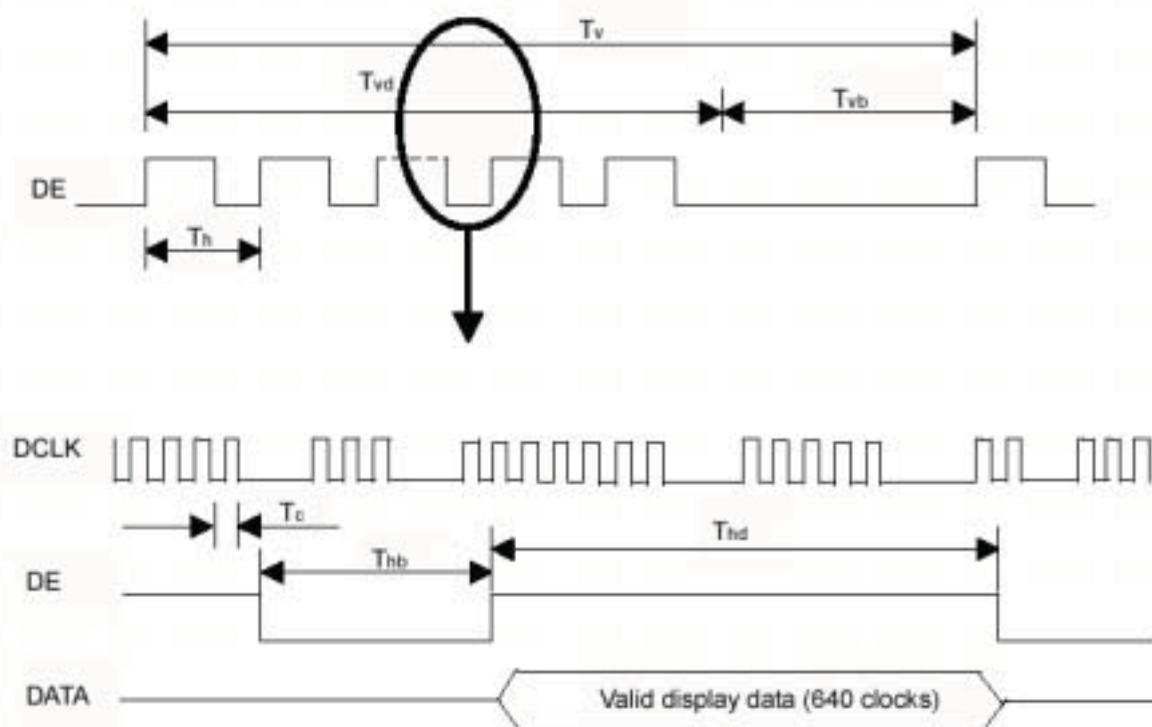 Tv
Tvd
Tvb
DE
Th
DCLK
Tc
Thd
Thb
DE
DATA
Valid display data (640 clocks)